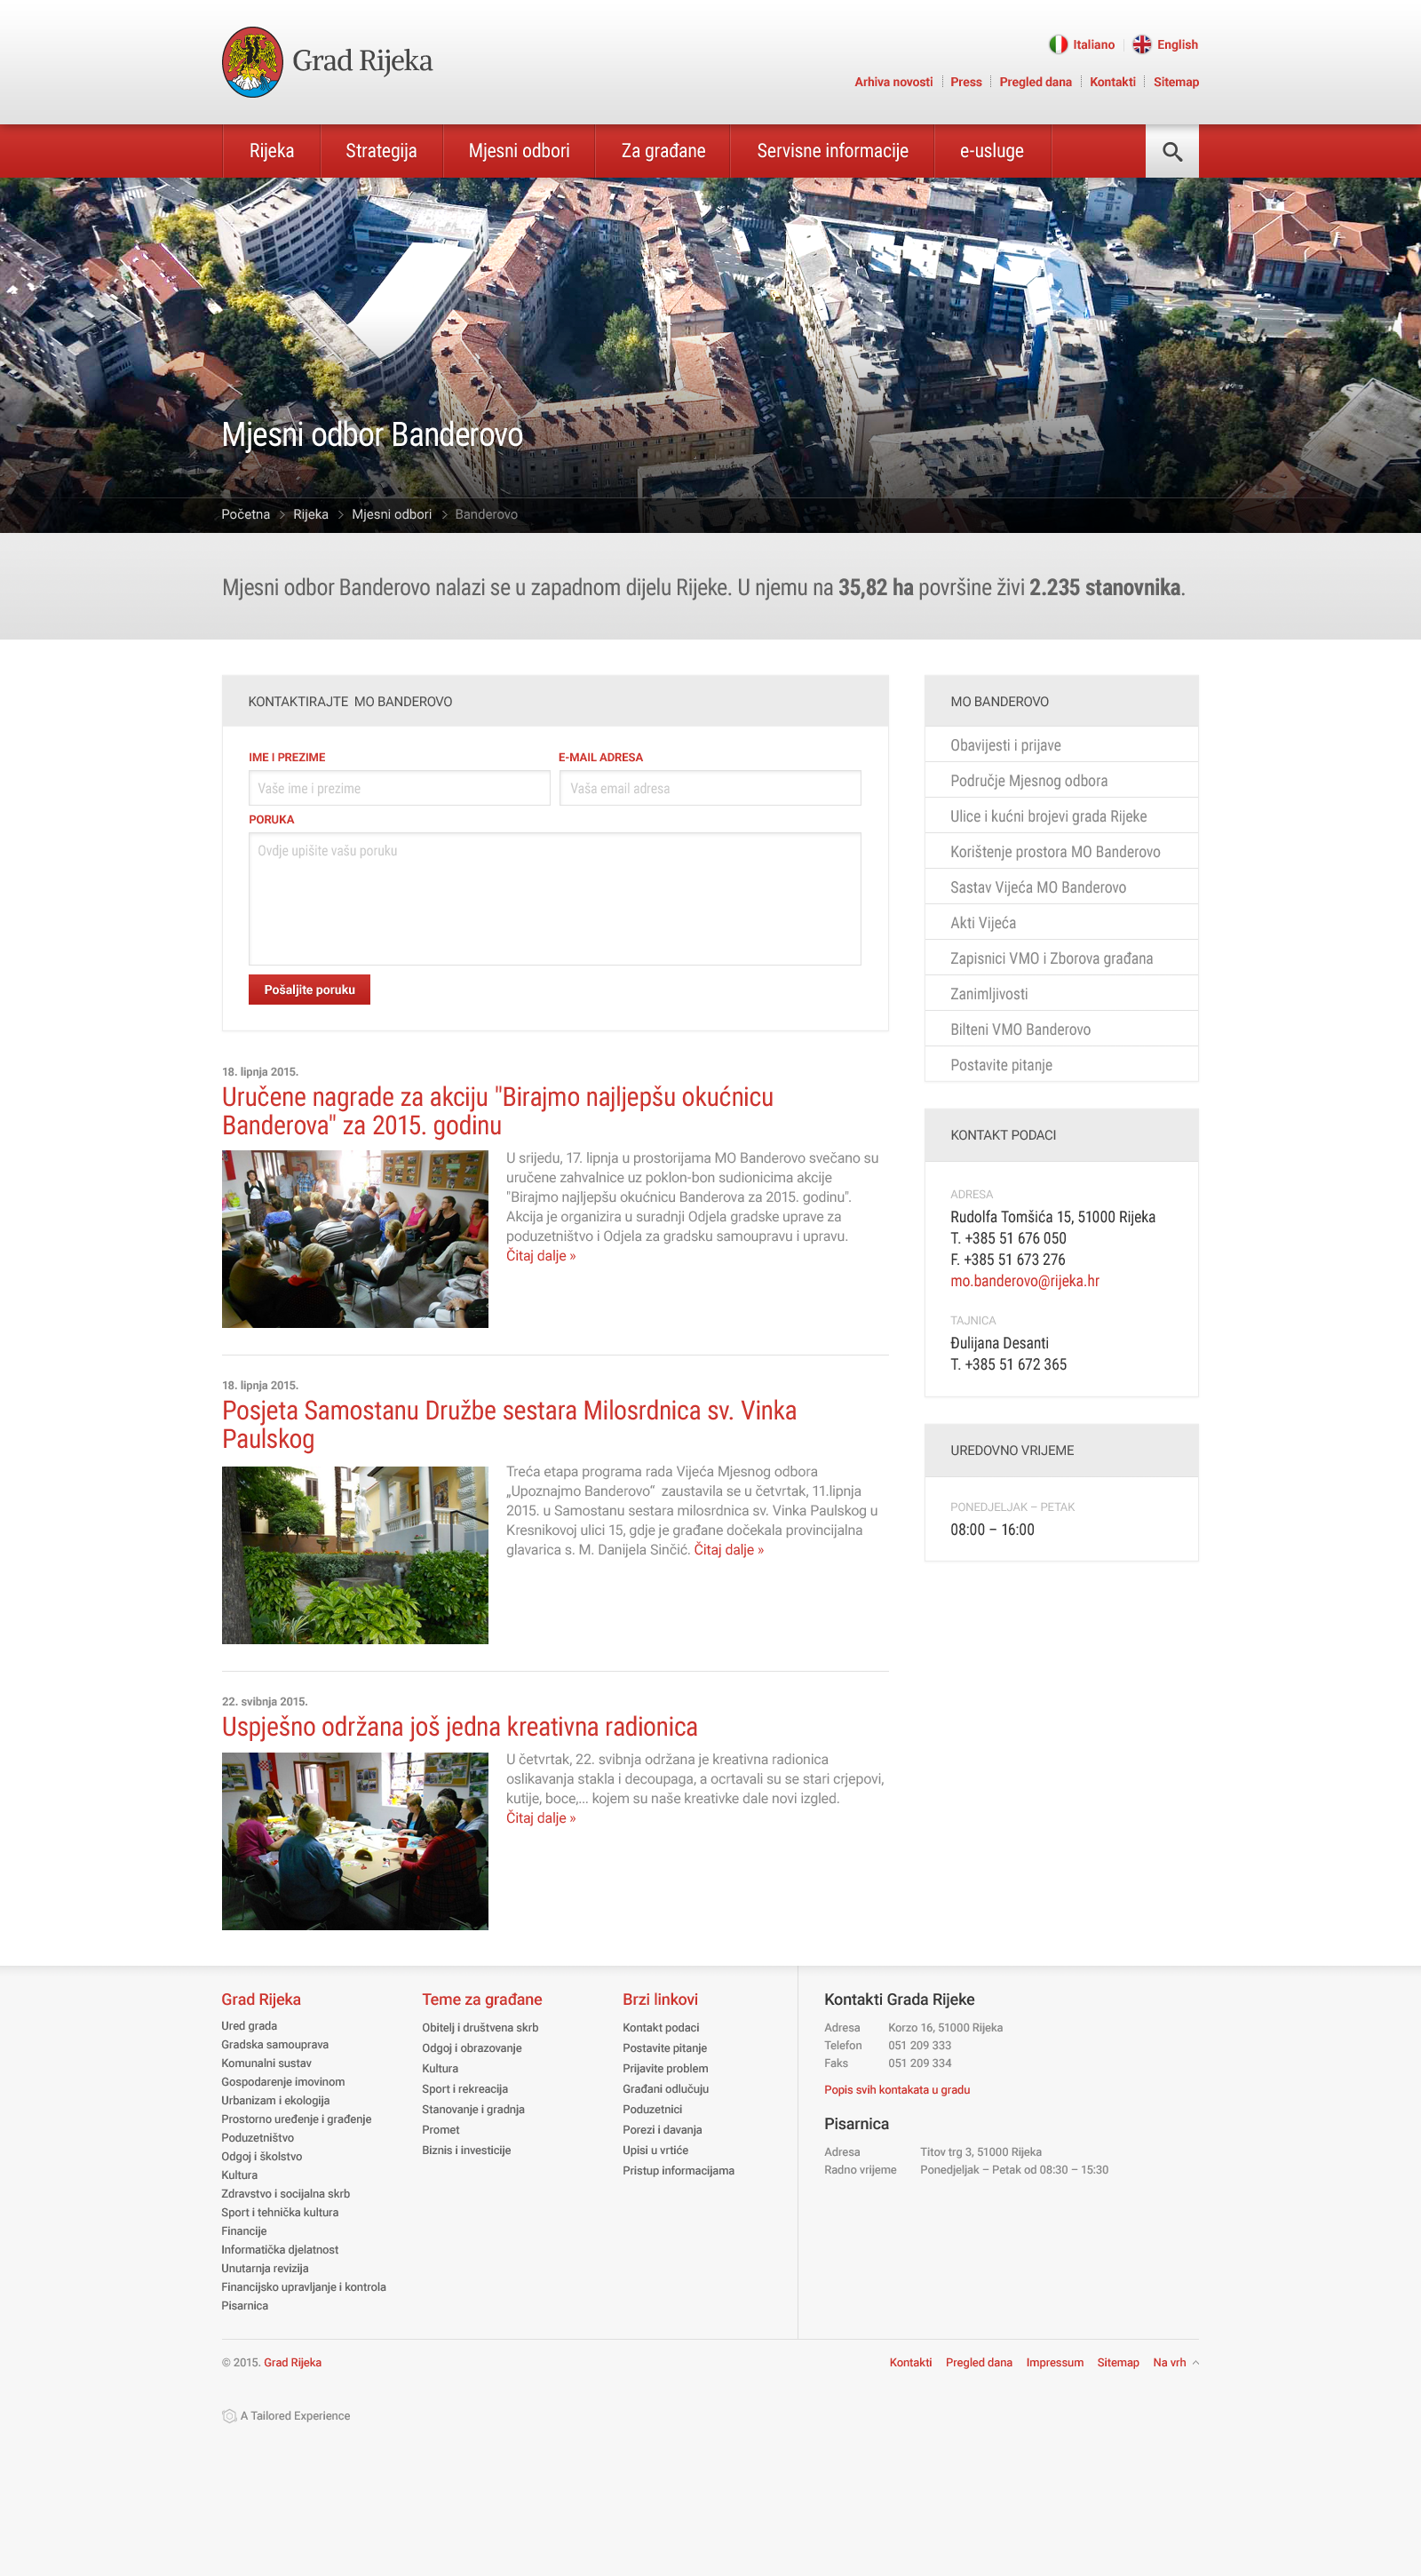 Grad Rijeka
Italiano
English
Arhiva novosti
Press
Pregled dana
Kontakti
Sitemap
Rijeka
Strategija
Mjesni odbori
Za građane
Servisne informacije
e-usluge
Mjesni odbor Banderovo
Početna > Rijeka > Mjesni odbori > Banderovo
Mjesni odbor Banderovo nalazi se u zapadnom dijelu Rijeke. U njemu na 35,82 ha površine živi 2.235 stanovnika.
KONTAKTIRAJTE MO BANDEROVO
IME I PREZIME
E-MAIL ADRESA
Vaše ime i prezime
Vaša email adresa
PORUKA
Ovdje upišite vašu poruku
Pošaljite poruku
18. lipnja 2015.
Uručene nagrade za akciju "Birajmo najljepšu okućnicu
Banderova" za 2015. godinu
U srijedu, 17. lipnja u prostorijama MO Banderovo svečano su
uručene zahvalnice uz poklon-bon sudionicima akcije
"Birajmo najljepšu okućnicu Banderova za 2015. godinu".
Akcija je organizira u suradnji Odjela gradske uprave za
poduzetništvo i Odjela za gradsku samoupravu i upravu.
Čitaj dalje »
18. lipnja 2015.
Posjeta Samostanu Družbe sestara Milosrdnica sv. Vinka
Paulskog
Treća etapa programa rada Vijeća Mjesnog odbora
„Upoznajmo Banderovo“ zaustavila se u četvrtak, 11.lipnja
2015. u Samostanu sestara milosrdnica sv. Vinka Paulskog u
Kresnikovoj ulici 15, gdje je građane dočekala provincijalna
glavarica s. M. Danijela Sinčić. Čitaj dalje »
22. svibnja 2015.
Uspješno održana još jedna kreativna radionica
U četvrtak, 22. svibnja održana je kreativna radionica
oslikavanja stakla i decoupaga, a ocrtavali su se stari crjepovi,
kutije, boce,... kojem su naše kreativke dale novi izgled.
Čitaj dalje »
MO BANDEROVO
Obavijesti i prijave
Područje Mjesnog odbora
Ulice i kućni brojevi grada Rijeke
Korištenje prostora MO Banderovo
Sastav Vijeća MO Banderovo
Akti Vijeća
Zapisnici VMO i Zborova građana
Zanimljivosti
Bilteni VMO Banderovo
Postavite pitanje
KONTAKT PODACI
ADRESA
Rudolfa Tomšića 15, 51000 Rijeka
T. +385 51 676 050
F. +385 51 673 276
mo.banderovo@rijeka.hr
TAJNICA
Đulijana Desanti
T. +385 51 672 365
UREDOVNO VRIJEME
PONEDJELJAK – PETAK
08:00 – 16:00
Grad Rijeka
Ured grada
Gradska samouprava
Komunalni sustav
Gospodarenje imovinom
Urbanizam i ekologija
Prostorno uređenje i građenje
Poduzetništvo
Odgoj i školstvo
Kultura
Zdravstvo i socijalna skrb
Sport i tehnička kultura
Financije
Informatička djelatnost
Unutarnja revizija
Financijsko upravljanje i kontrola
Pisarnica
Teme za građane
Obitelj i društvena skrb
Odgoj i obrazovanje
Kultura
Sport i rekreacija
Stanovanje i gradnja
Promet
Biznis i investicije
Brzi linkovi
Kontakt podaci
Postavite pitanje
Prijavite problem
Građani odlučuju
Poduzetnici
Porezi i davanja
Upisi u vrtiće
Pristup informacijama
Kontakti Grada Rijeke
Adresa Korzo 16, 51000 Rijeka
Telefon 051 209 333
Faks 051 209 334
Popis svih kontakata u gradu
Pisarnica
Adresa Titov trg 3, 51000 Rijeka
Radno vrijeme Ponedjeljak – Petak od 08:30 – 15:30
© 2015. Grad Rijeka
Kontakti
Pregled dana
Impressum
Sitemap
Na vrh
A Tailored Experience